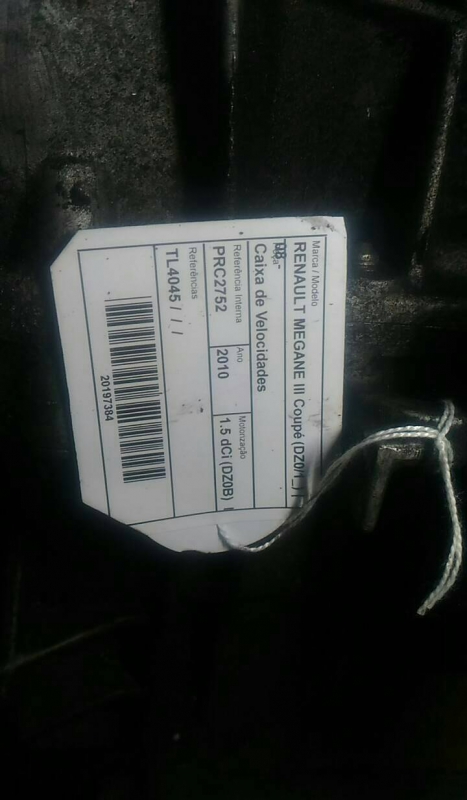 Marca / Modelo
RENAULT MEGANE III Coupé (DZ0/1_) |
08-
Caixa de Velocidades
Referência Interna
PRC2752
Ano
2010
Motorização
1.5 dCi (DZ0B)
Referências
TL4045 / / _/
20197384